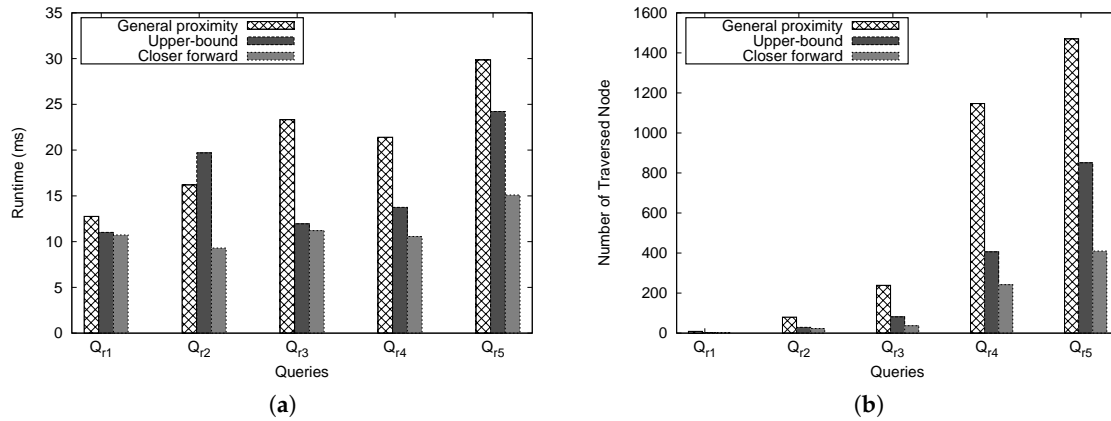 35
30
25
20
15
10
5
0
Runtime (ms)
General proximity
Upper-bound
Closer forward
Qr1 Qr2 Qr3 Qr4 Qr5
Queries
(a)
1600
1400
1200
1000
800
600
400
200
0
Number of Traversed Node
General proximity
Upper-bound
Closer forward
Qr1 Qr2 Qr3 Qr4 Qr5
Queries
(b)